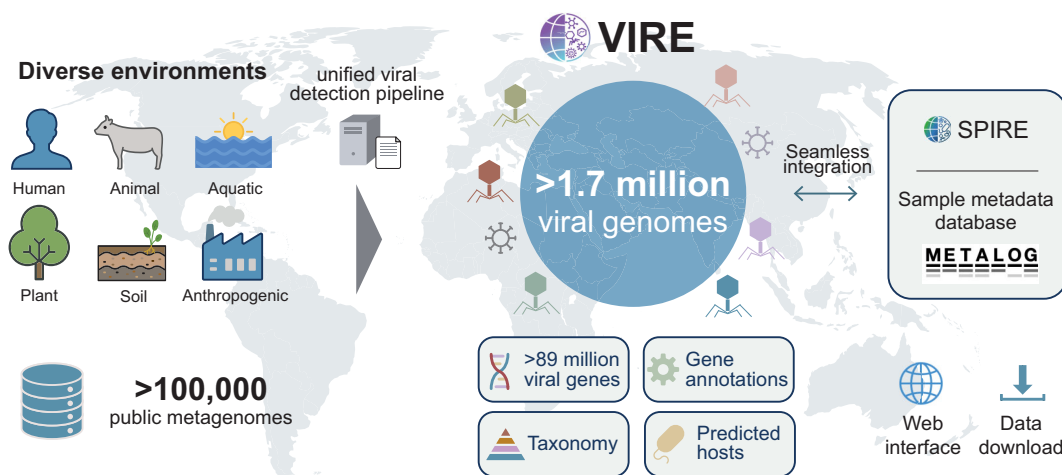 VIRE
Diverse environments
unified viral
detection pipeline
Human
Animal
Aquatic
Plant
Soil
Anthropogenic
>100,000
public metagenomes
>1.7 million
viral genomes
Seamless
integration
SPIRE
Sample metadata
database
METALOG
>89 million
viral genes
Gene
annotations
Taxonomy
Predicted
hosts
Web
interface
Data
download